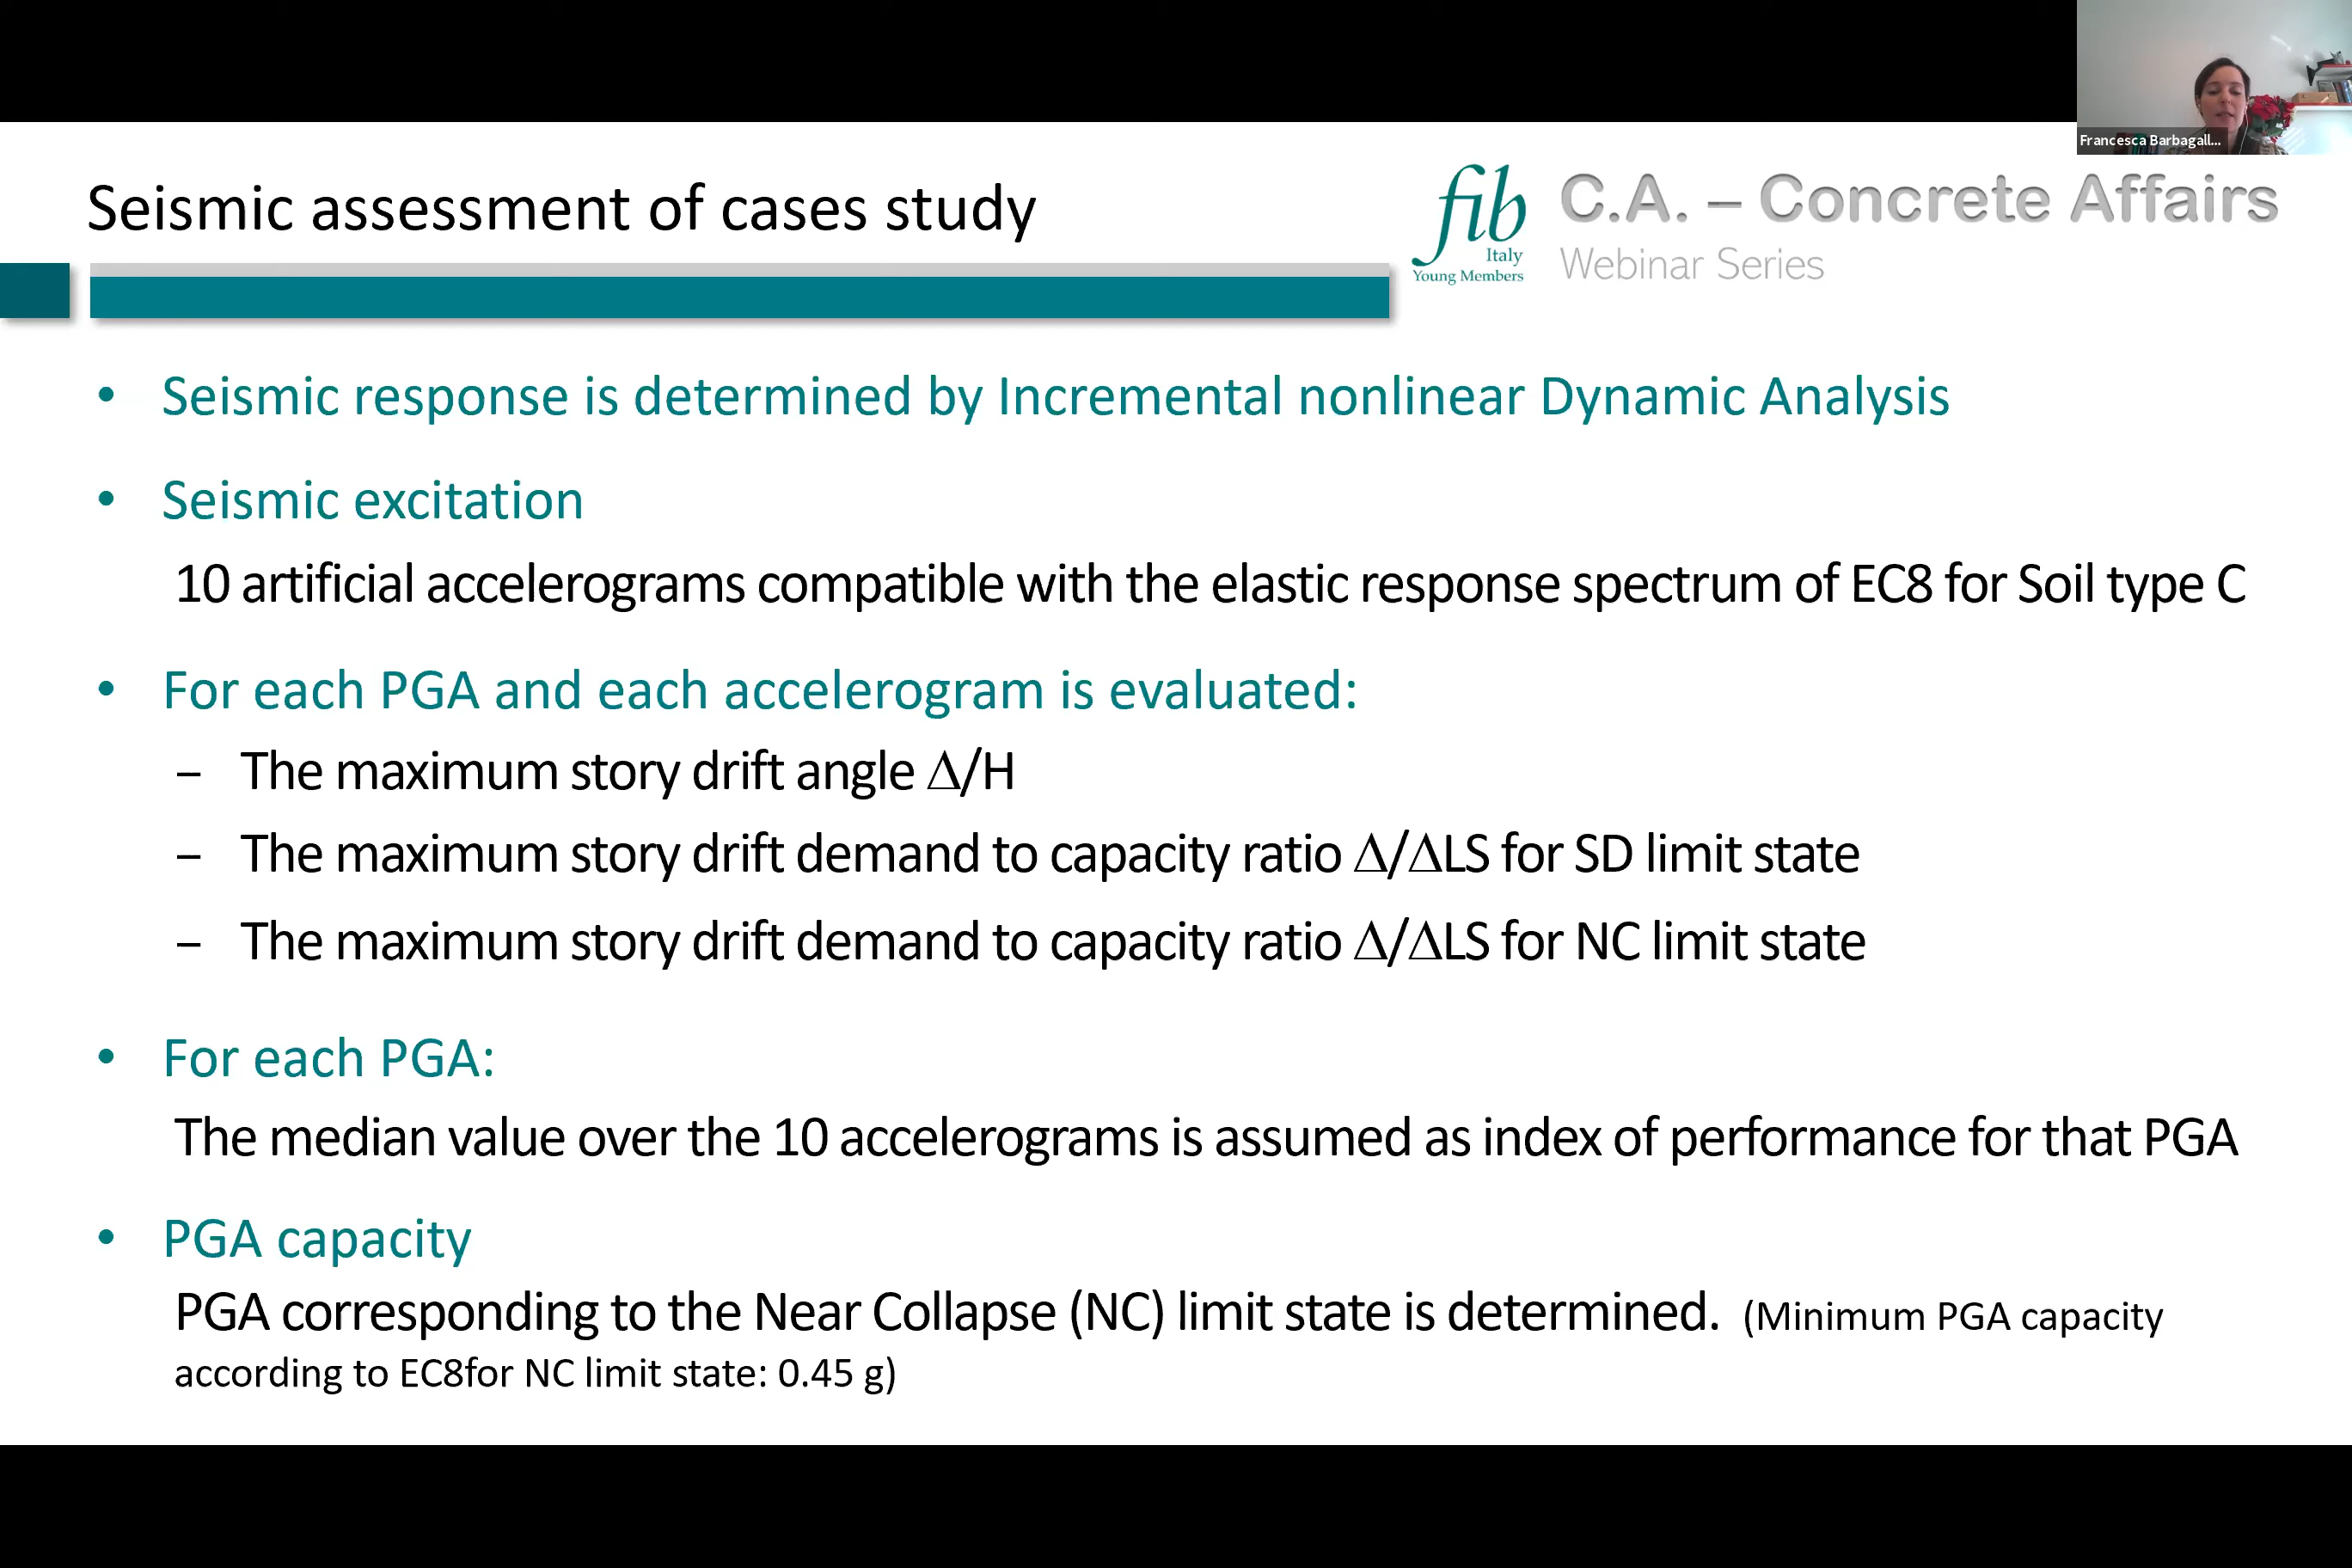 Francesca Barbagall...
Seismic assessment of cases study
fib
Italy
Young Members
C.A. – Concrete Affairs
Webinar Series
• Seismic response is determined by Incremental nonlinear Dynamic Analysis
• Seismic excitation
10 artificial accelerograms compatible with the elastic response spectrum of EC8 for Soil type C
• For each PGA and each accelerogram is evaluated:
– The maximum story drift angle Δ/H
– The maximum story drift demand to capacity ratio Δ/ΔLS for SD limit state
– The maximum story drift demand to capacity ratio Δ/ΔLS for NC limit state
• For each PGA:
The median value over the 10 accelerograms is assumed as index of performance for that PGA
• PGA capacity
PGA corresponding to the Near Collapse (NC) limit state is determined. (Minimum PGA capacity
according to EC8for NC limit state: 0.45 g)